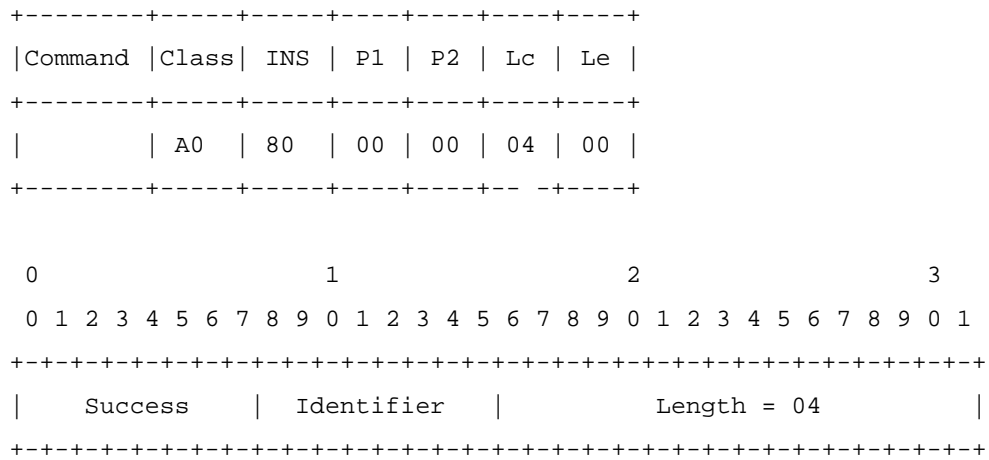 +--------+-----+-----+----+----+----+----+
|Command |Class| INS | P1 | P2 | Lc | Le |
+--------+-----+-----+----+----+----+----+
|        | A0  | 80  | 00 | 00 | 04 | 00 |
+--------+-----+-----+----+----+-- -+----+
 0                   1                   2                   3
 0 1 2 3 4 5 6 7 8 9 0 1 2 3 4 5 6 7 8 9 0 1 2 3 4 5 6 7 8 9 0 1
+-+-+-+-+-+-+-+-+-+-+-+-+-+-+-+-+-+-+-+-+-+-+-+-+-+-+-+-+-+-+-+-+
|    Success    |  Identifier   |          Length = 04          |
+-+-+-+-+-+-+-+-+-+-+-+-+-+-+-+-+-+-+-+-+-+-+-+-+-+-+-+-+-+-+-+-+